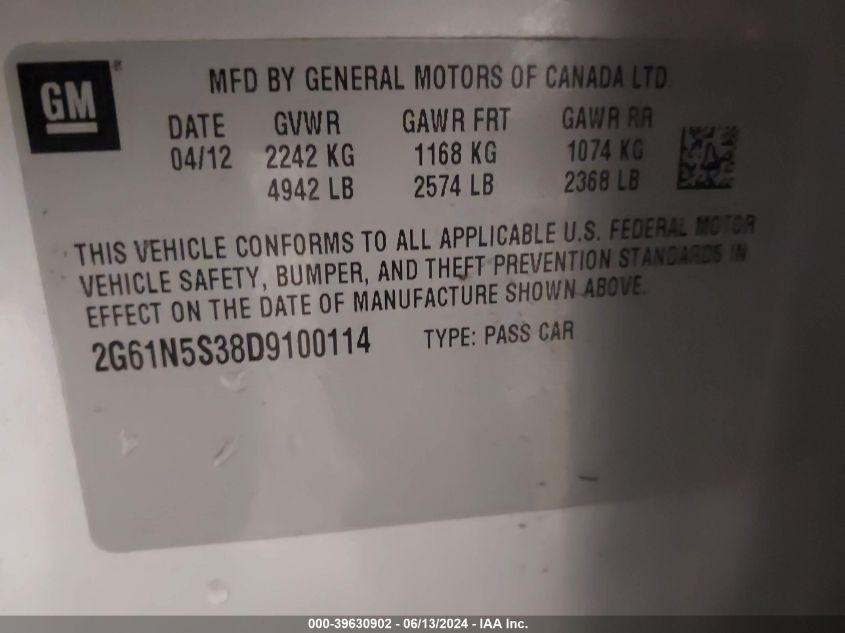 GM
MFD BY GENERAL MOTORS OF CANADA LTD.
DATE GVWR GAWR FRT GAWR RR
04/12 2242 KG 1168 KG 1074 KG
4942 LB 2574 LB 2368 LB
THIS VEHICLE CONFORMS TO ALL APPLICABLE U.S. FEDERAL MOTOR
VEHICLE SAFETY, BUMPER, AND THEFT PREVENTION STANDARDS IN
EFFECT ON THE DATE OF MANUFACTURE SHOWN ABOVE.
2G61N5S38D9100114 TYPE: PASS CAR
000-39630902 - 06/13/2024 - IAA Inc.